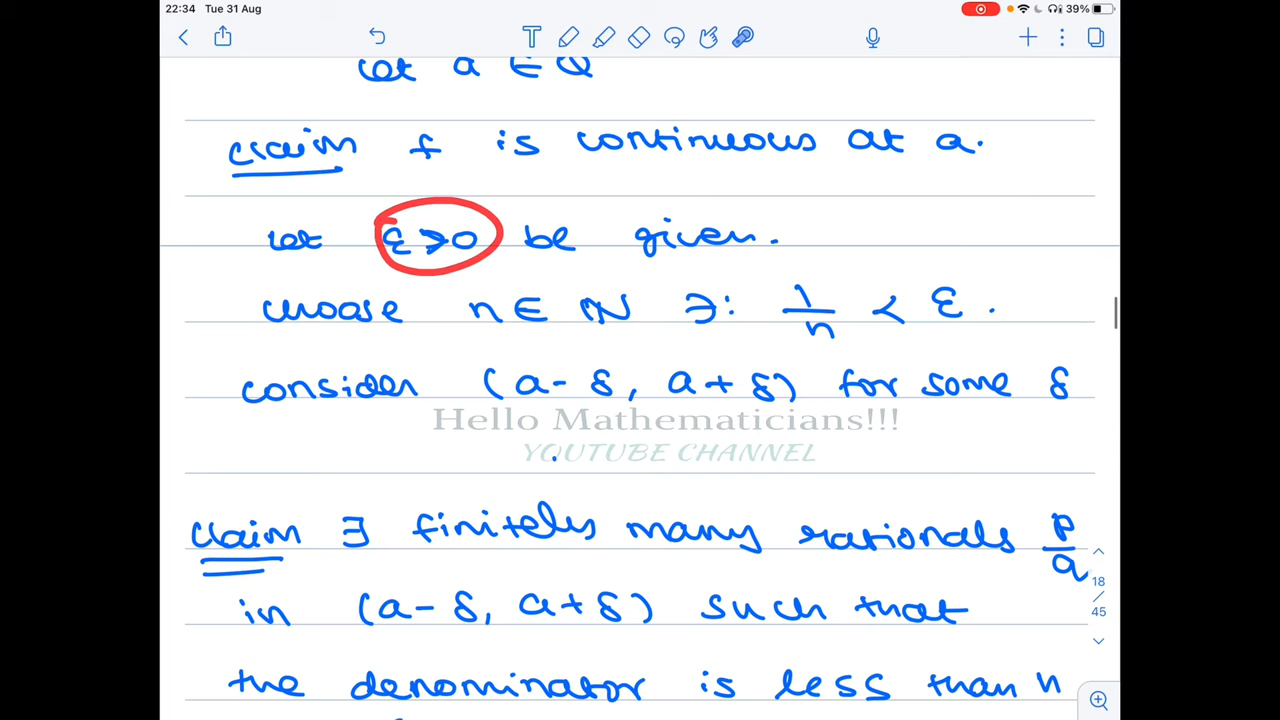 22:34 Tue 31 Aug 39%
T
let a ∈ Q
Claim f is continuous at a.
let ε>0 be given.
choose n ∈ ℕ ∋: 1/n < ε.
consider (a-δ, a+δ) for some δ
Hello Mathematicians!!!
YOUTUBE CHANNEL
Claim ∃ finitely many rationals p/q
in (a-δ, a+δ) such that
18
/
45
the denominator is less than n